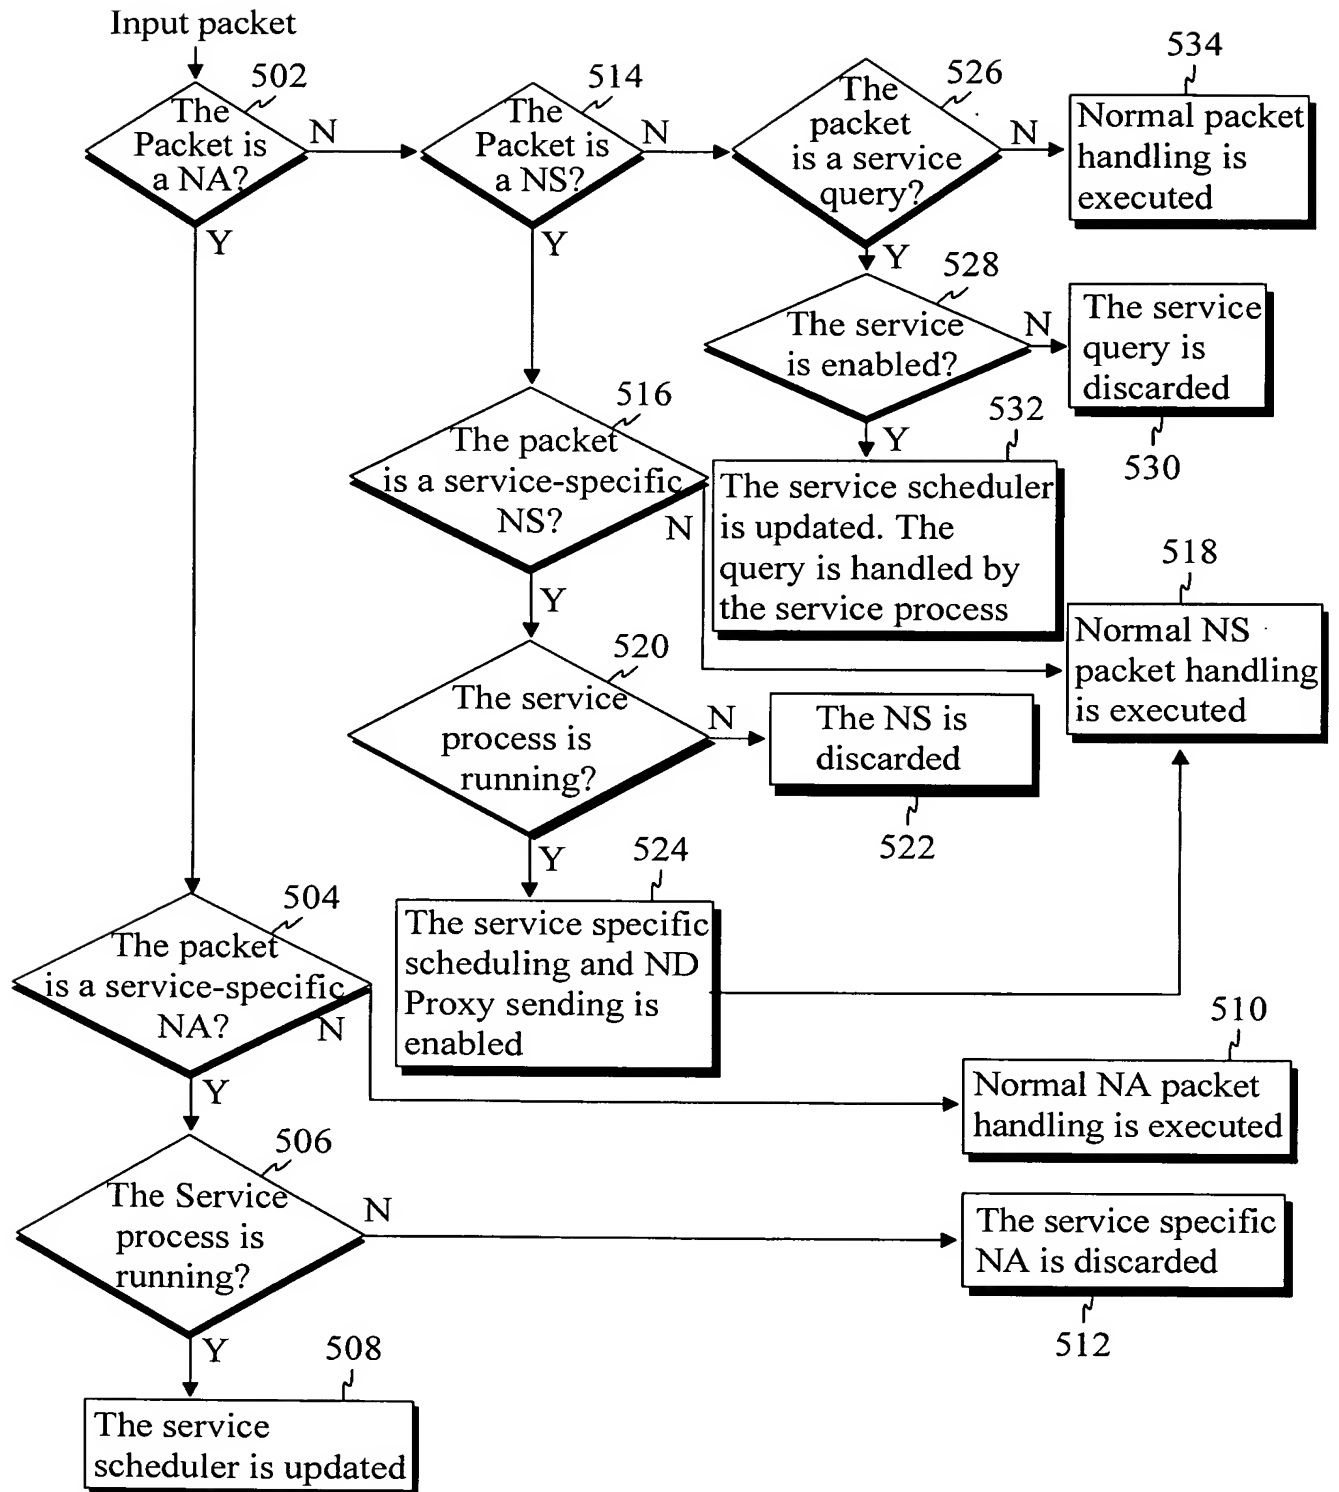 Input packet
502
The
Packet is
a NA?
N
Y
514
The
Packet is
a NS?
N
Y
526
The
packet
is a service
query?
N
Y
534
Normal packet
handling is
executed
528
The service
is enabled?
N
Y
The service
query is
discarded
530
516
The packet
is a service-specific
NS?
N
Y
532
The service scheduler
is updated. The
query is handled by
the service process
518
Normal NS
packet handling
is executed
520
The service
process is
running?
N
Y
The NS is
discarded
522
524
The service specific
scheduling and ND
Proxy sending is
enabled
504
The packet
is a service-specific
NA?
N
Y
510
Normal NA packet
handling is executed
506
The Service
process is
running?
N
Y
The service specific
NA is discarded
512
508
The service
scheduler is updated